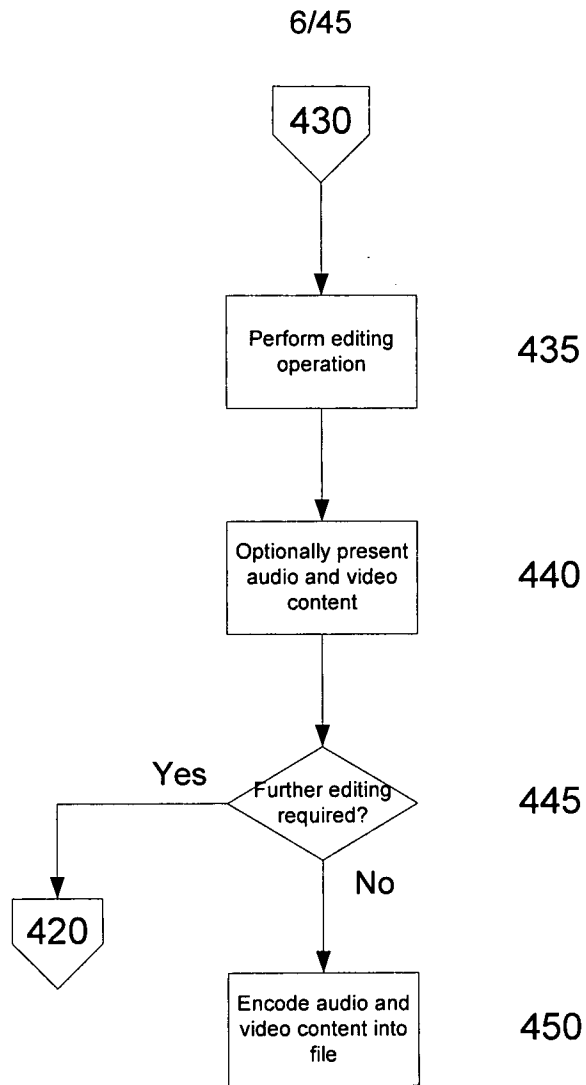 6/45
430
Perform editing
operation
435
Optionally present
audio and video
content
440
Yes
Further editing
required?
445
No
420
Encode audio and
video content into
file
450